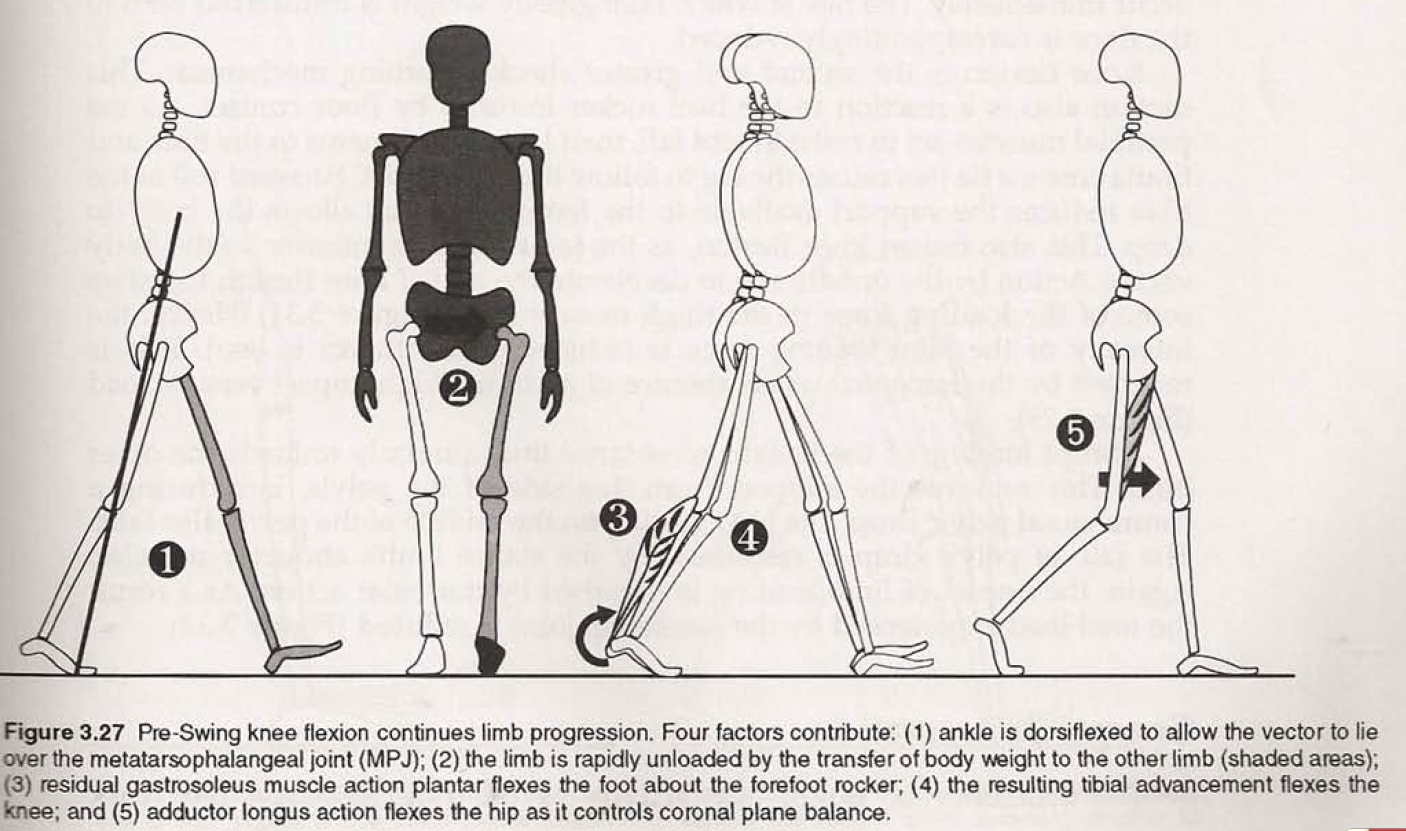 1
2
3
4
5
Figure 3.27 Pre-Swing knee flexion continues limb progression. Four factors contribute: (1) ankle is dorsiflexed to allow the vector to lie
over the metatarsophalangeal joint (MPJ); (2) the limb is rapidly unloaded by the transfer of body weight to the other limb (shaded areas);
(3) residual gastrosoleus muscle action plantar flexes the foot about the forefoot rocker; (4) the resulting tibial advancement flexes the
knee; and (5) adductor longus action flexes the hip as it controls coronal plane balance.